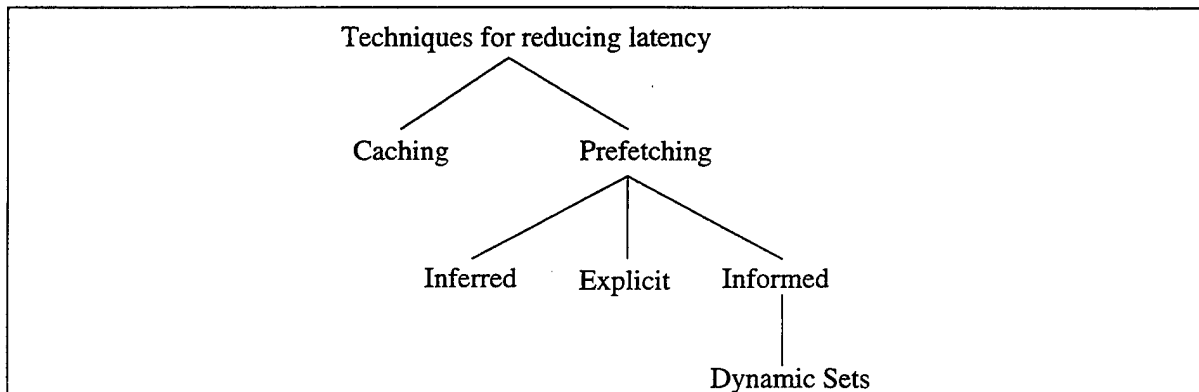 Techniques for reducing latency
Caching Prefetching
Inferred Explicit Informed
Dynamic Sets